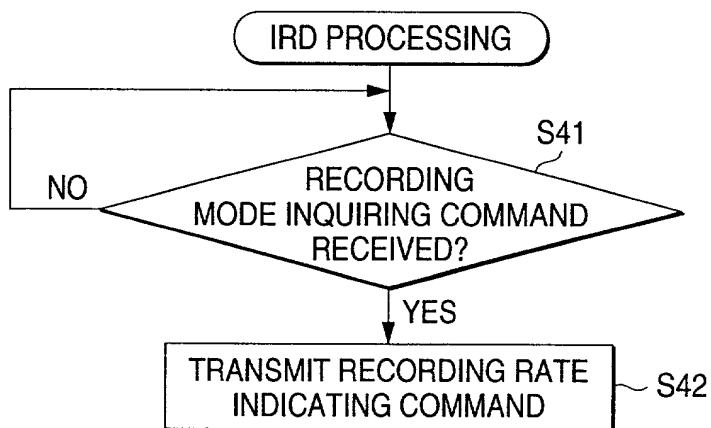 IRD PROCESSING
S41
RECORDING
MODE INQUIRING COMMAND
RECEIVED?
NO
YES
TRANSMIT RECORDING RATE
INDICATING COMMAND
S42